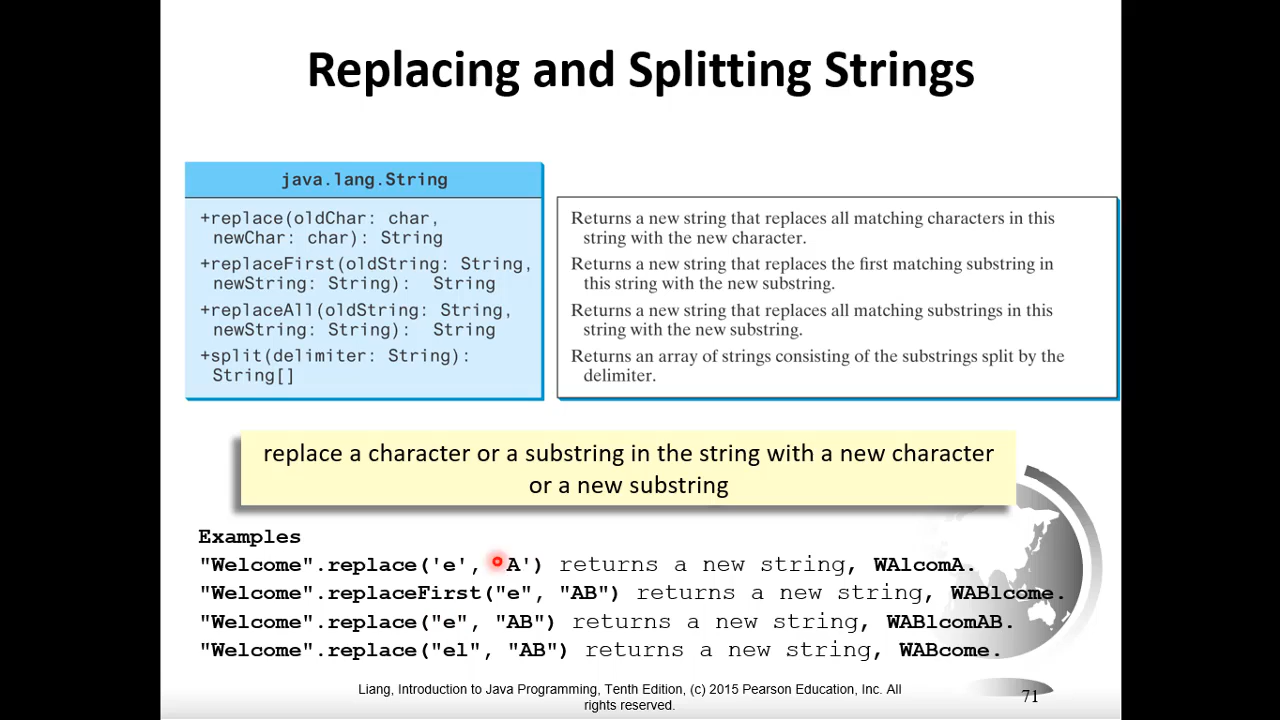 Replacing and Splitting Strings
java.lang.String
+replace(oldChar: char,
newChar: char): String
+replaceFirst(oldString: String,
newString: String): String
+replaceAll(oldString: String,
newString: String): String
+split(delimiter: String):
String[]
Returns a new string that replaces all matching characters in this
string with the new character.
Returns a new string that replaces the first matching substring in
this string with the new substring.
Returns a new string that replaces all matching substrings in this
string with the new substring.
Returns an array of strings consisting of the substrings split by the
delimiter.
replace a character or a substring in the string with a new character
or a new substring
Examples
"Welcome".replace('e', 'A') returns a new string, WAlcomA.
"Welcome".replaceFirst("e", "AB") returns a new string, WABlcome.
"Welcome".replace("e", "AB") returns a new string, WABlcomAB.
"Welcome".replace("el", "AB") returns a new string, WABcome.
Liang, Introduction to Java Programming, Tenth Edition, (c) 2015 Pearson Education, Inc. All
rights reserved.
71